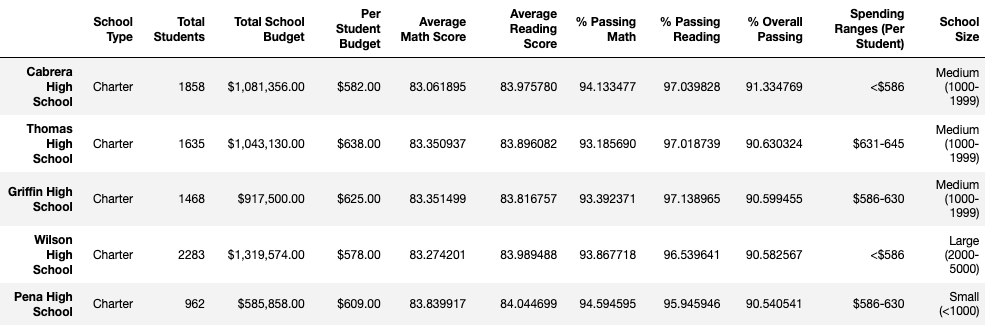 School Type Total Students Total School Budget Per Student Budget Average Math Score Average Reading Score % Passing Math % Passing Reading % Overall Passing Spending Ranges (Per Student) School Size
Cabrera High School Charter 1858 $1,081,356.00 $582.00 83.061895 83.975780 94.133477 97.039828 91.334769 <$586 Medium (1000-1999)
Thomas High School Charter 1635 $1,043,130.00 $638.00 83.350937 83.896082 93.185690 97.018739 90.630324 $631-645 Medium (1000-1999)
Griffin High School Charter 1468 $917,500.00 $625.00 83.351499 83.816757 93.392371 97.138965 90.599455 $586-630 Medium (1000-1999)
Wilson High School Charter 2283 $1,319,574.00 $578.00 83.274201 83.989488 93.867718 96.539641 90.582567 <$586 Large (2000-5000)
Pena High School Charter 962 $585,858.00 $609.00 83.839917 84.044699 94.594595 95.945946 90.540541 $586-630 Small (<1000)